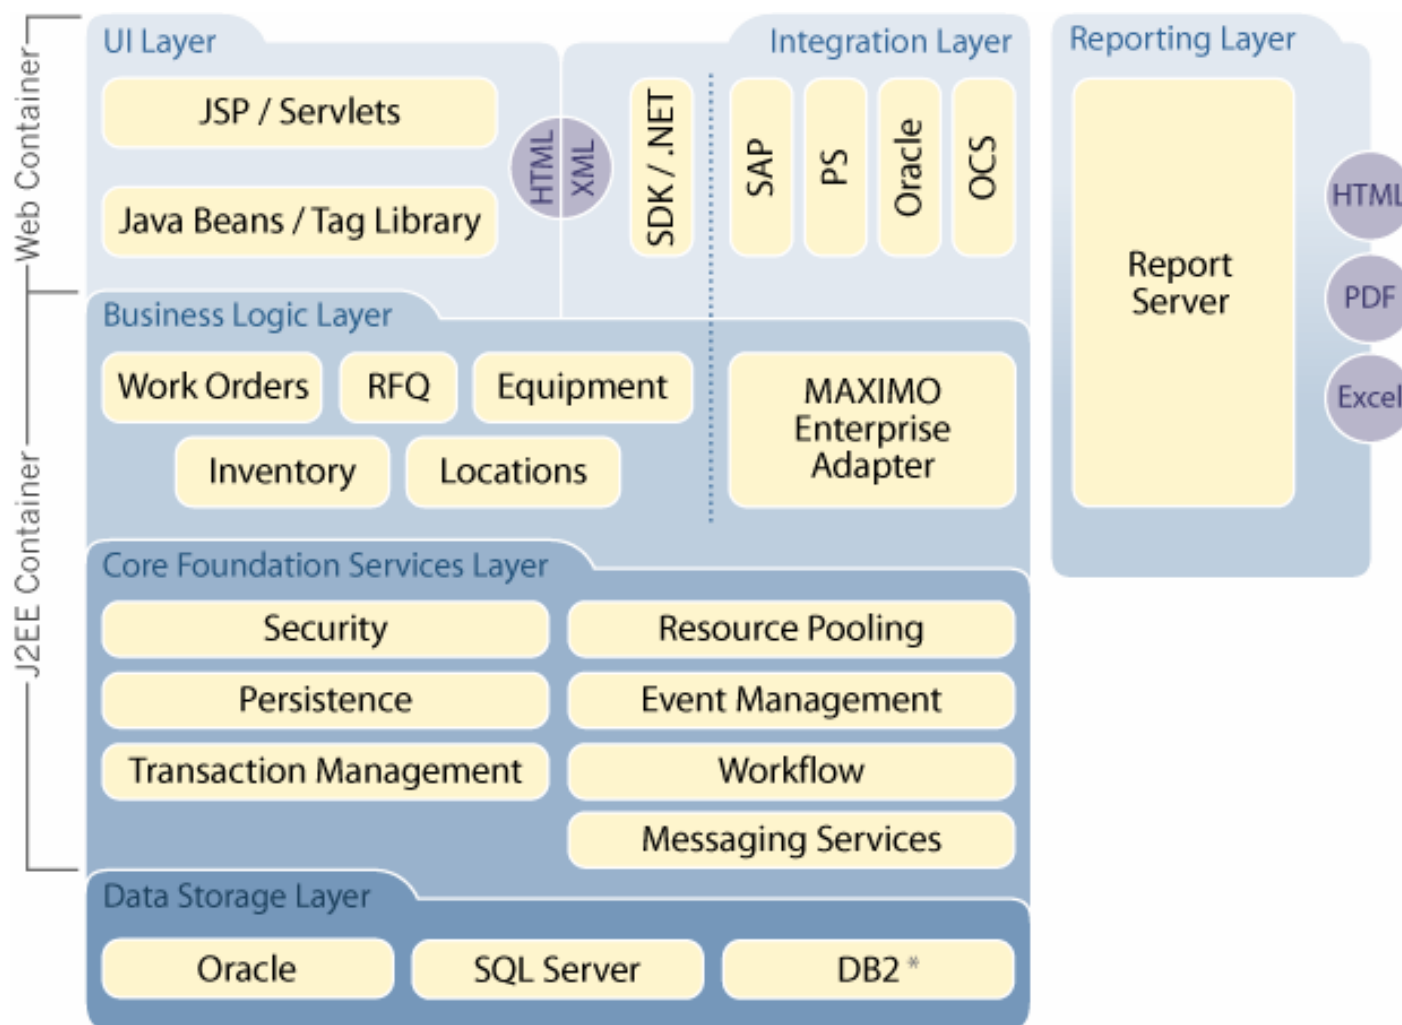 Web Container
J2EE Container
UI Layer
JSP / Servlets
Java Beans / Tag Library
HTML
XML
Integration Layer
SDK / .NET
SAP
PS
Oracle
OCS
Reporting Layer
Report
Server
HTML
PDF
Excel
Business Logic Layer
Work Orders
RFQ
Equipment
Inventory
Locations
MAXIMO
Enterprise
Adapter
Core Foundation Services Layer
Security
Resource Pooling
Persistence
Event Management
Transaction Management
Workflow
Messaging Services
Data Storage Layer
Oracle
SQL Server
DB2 *